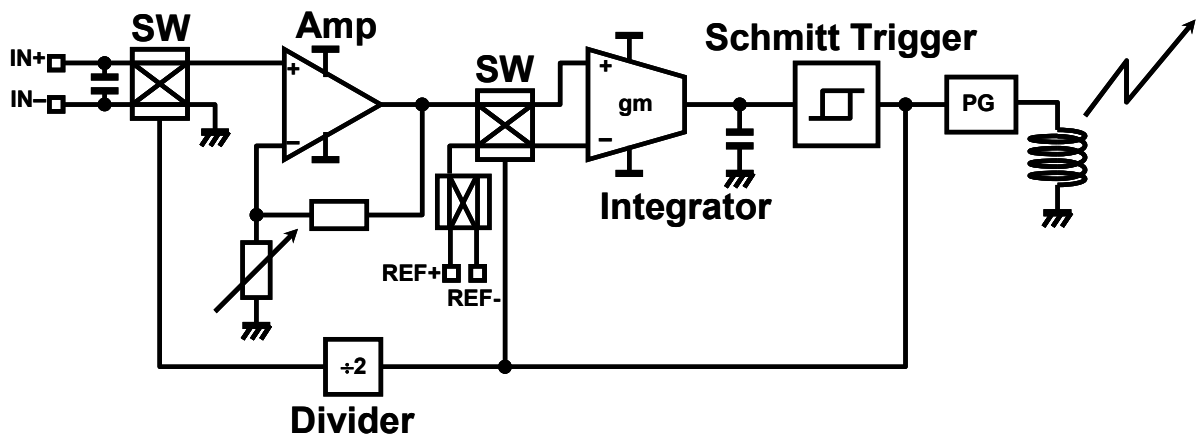 SW
Amp
Schmitt Trigger
IN+
IN−
+
−
SW
+
−
gm
PG
Integrator
REF+
REF-
÷2
Divider